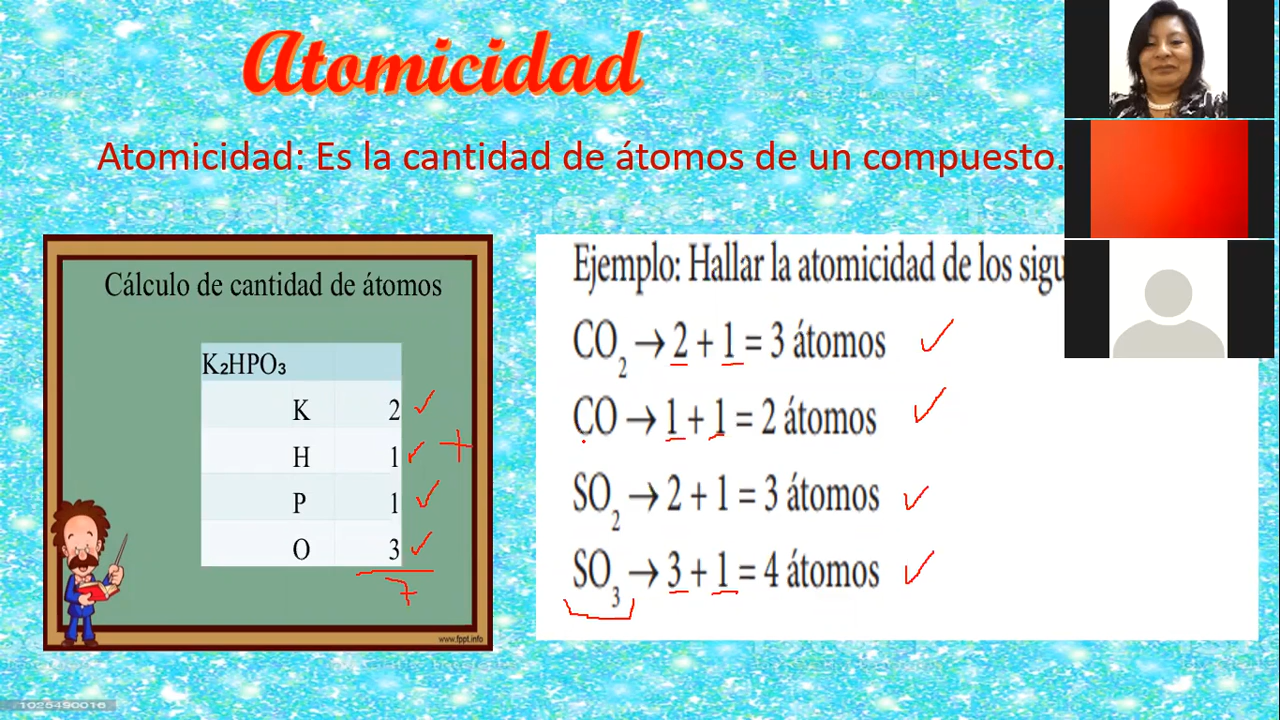 Atomicidad
Atomicidad: Es la cantidad de átomos de un compuesto.
Cálculo de cantidad de átomos
K₂HPO₃
K 2
H 1 +
P 1
O 3
7
www.fppt.info
Ejemplo: Hallar la atomicidad de los sigu
CO₂ → 2 + 1 = 3 átomos
CO → 1 + 1 = 2 átomos
SO₂ → 2 + 1 = 3 átomos
SO₃ → 3 + 1 = 4 átomos
iStock
1025490016